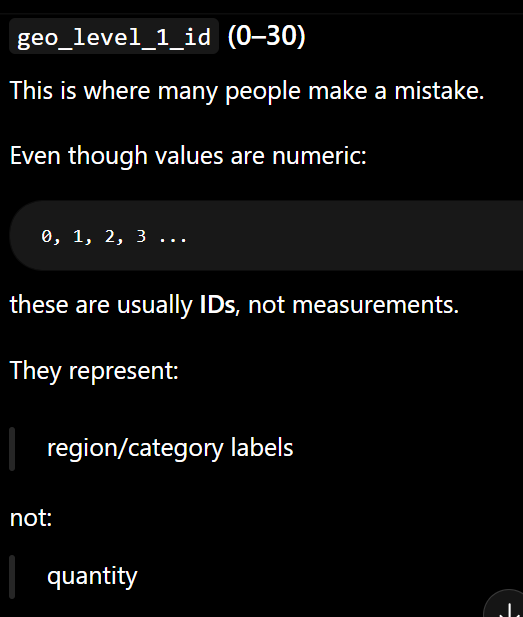 geo_level_1_id (0–30)
This is where many people make a mistake.
Even though values are numeric:
0, 1, 2, 3 ...
these are usually IDs, not measurements.
They represent:
region/category labels
not:
quantity